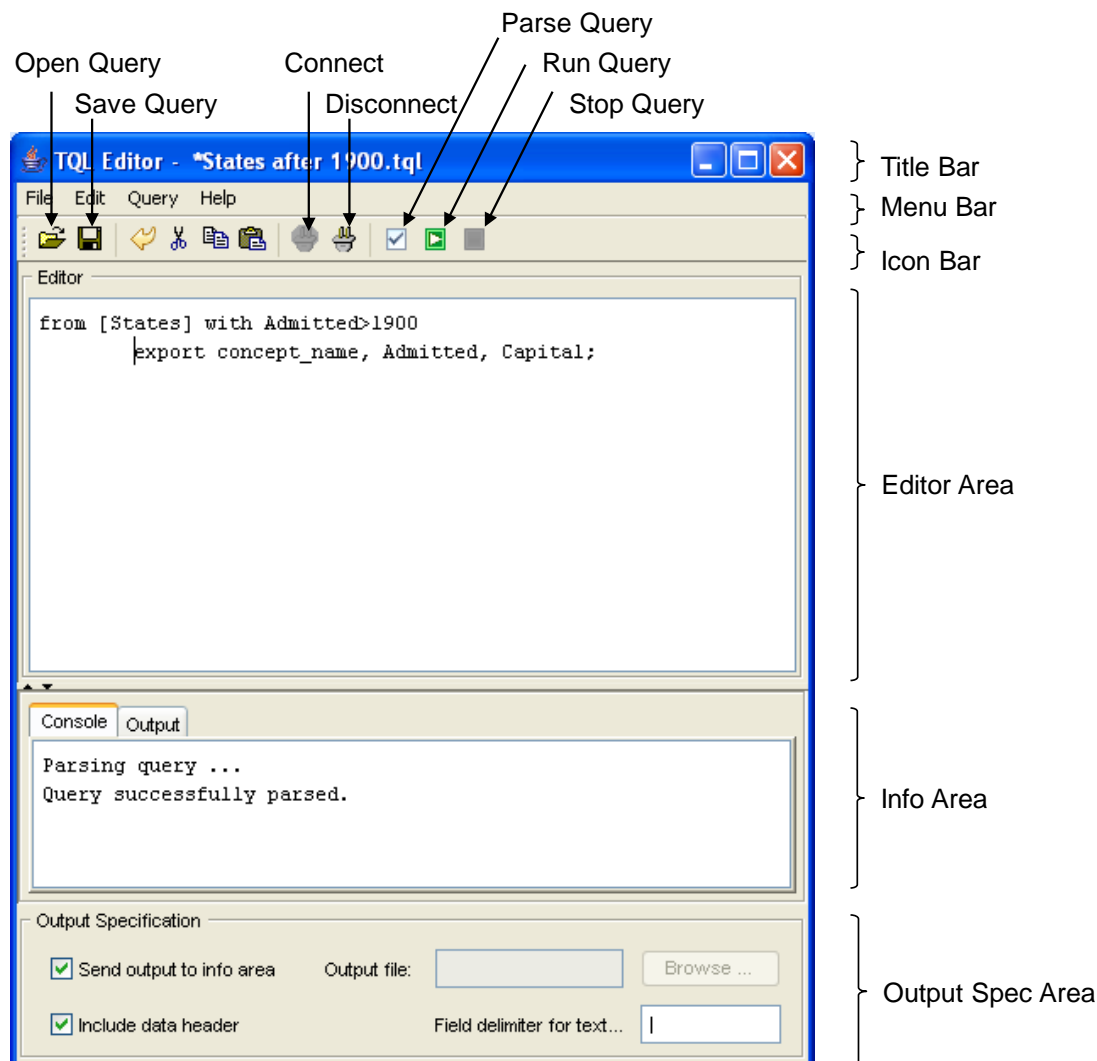 Parse Query
Open Query Connect Run Query
Save Query Disconnect Stop Query
TQL Editor - *States after 1900.tql
Title Bar
File Edit Query Help
Menu Bar
Icon Bar
Editor
from [States] with Admitted>1900
export concept_name, Admitted, Capital;
Editor Area
Console Output
Parsing query ...
Query successfully parsed.
Info Area
Output Specification
Send output to info area Output file: Browse ...
Output Spec Area
Include data header Field delimiter for text... |